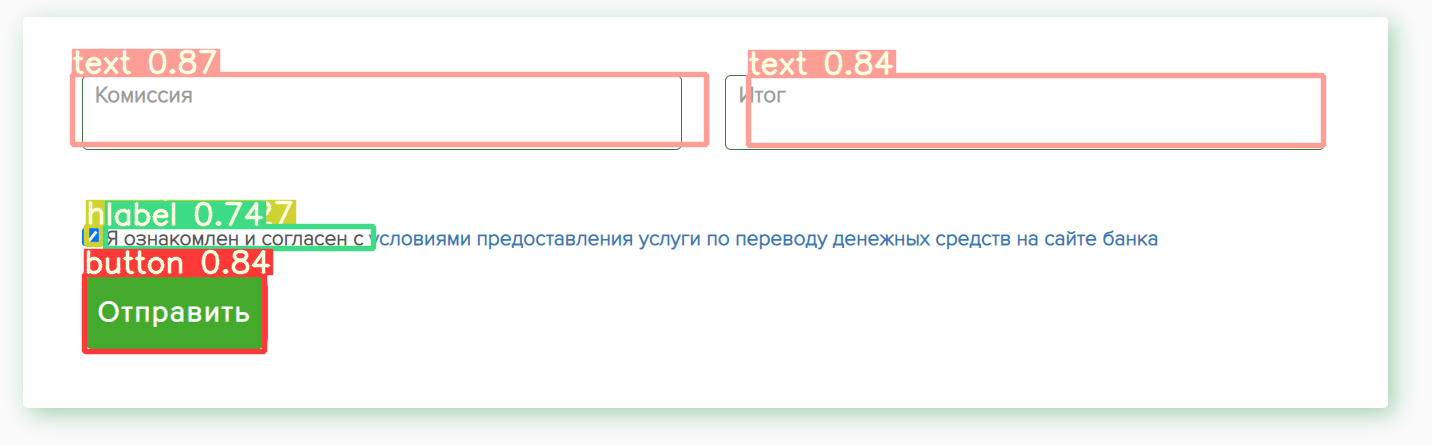 text 0.87
text 0.84
Комиссия
Итог
hlabel 0.74 27
Я ознакомлен и согласен с условиями предоставления услуги по переводу денежных средств на сайте банка
button 0.84
Отправить